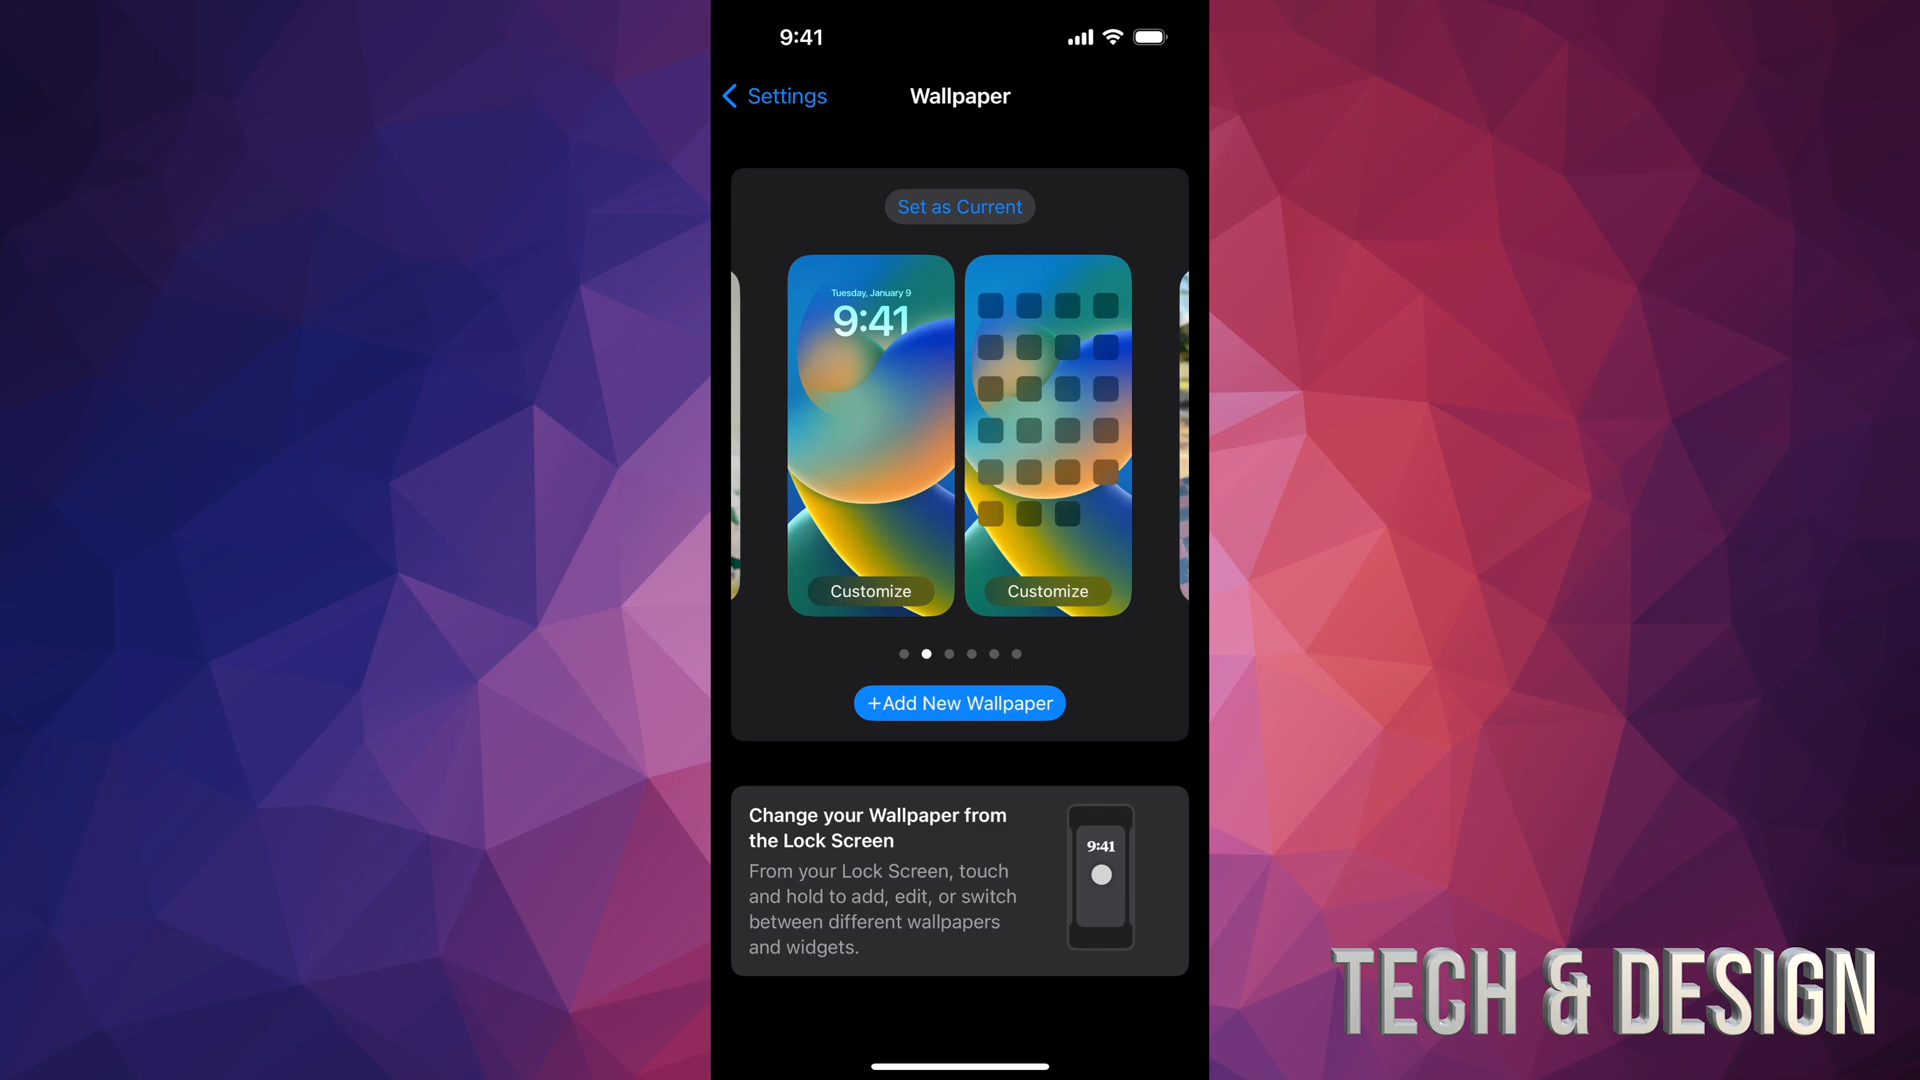 9:41
Settings
Wallpaper
Set as Current
Tuesday, January 9
9:41
Customize
Customize
+Add New Wallpaper
Change your Wallpaper from
the Lock Screen
From your Lock Screen, touch
and hold to add, edit, or switch
between different wallpapers
and widgets.
9:41
TECH & DESIGN